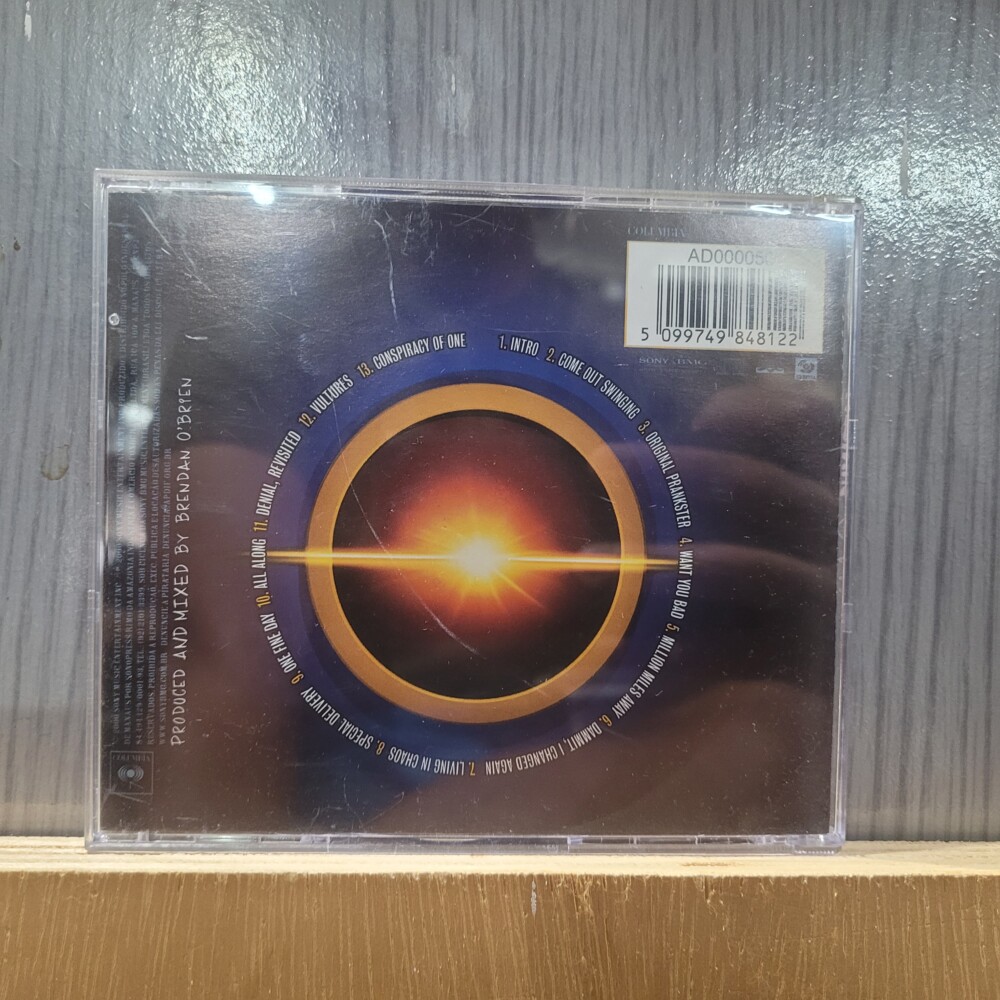 COLUMBIA
AD000050
5 099749 848122
SONY BMG
1. INTRO
2. COME OUT SWINGING
3. ORIGINAL PRANKSTER
4. WANT YOU BAD
5. MILLION MILES AWAY
6. DAMMIT, I CHANGED AGAIN
7. LIVING IN CHAOS
8. SPECIAL DELIVERY
9. ONE FINE DAY
10. ALL ALONG
11. DENIAL, REVISITED
12. VULTURES
13. CONSPIRACY OF ONE
PRODUCED AND MIXED BY BRENDAN O'BRIEN